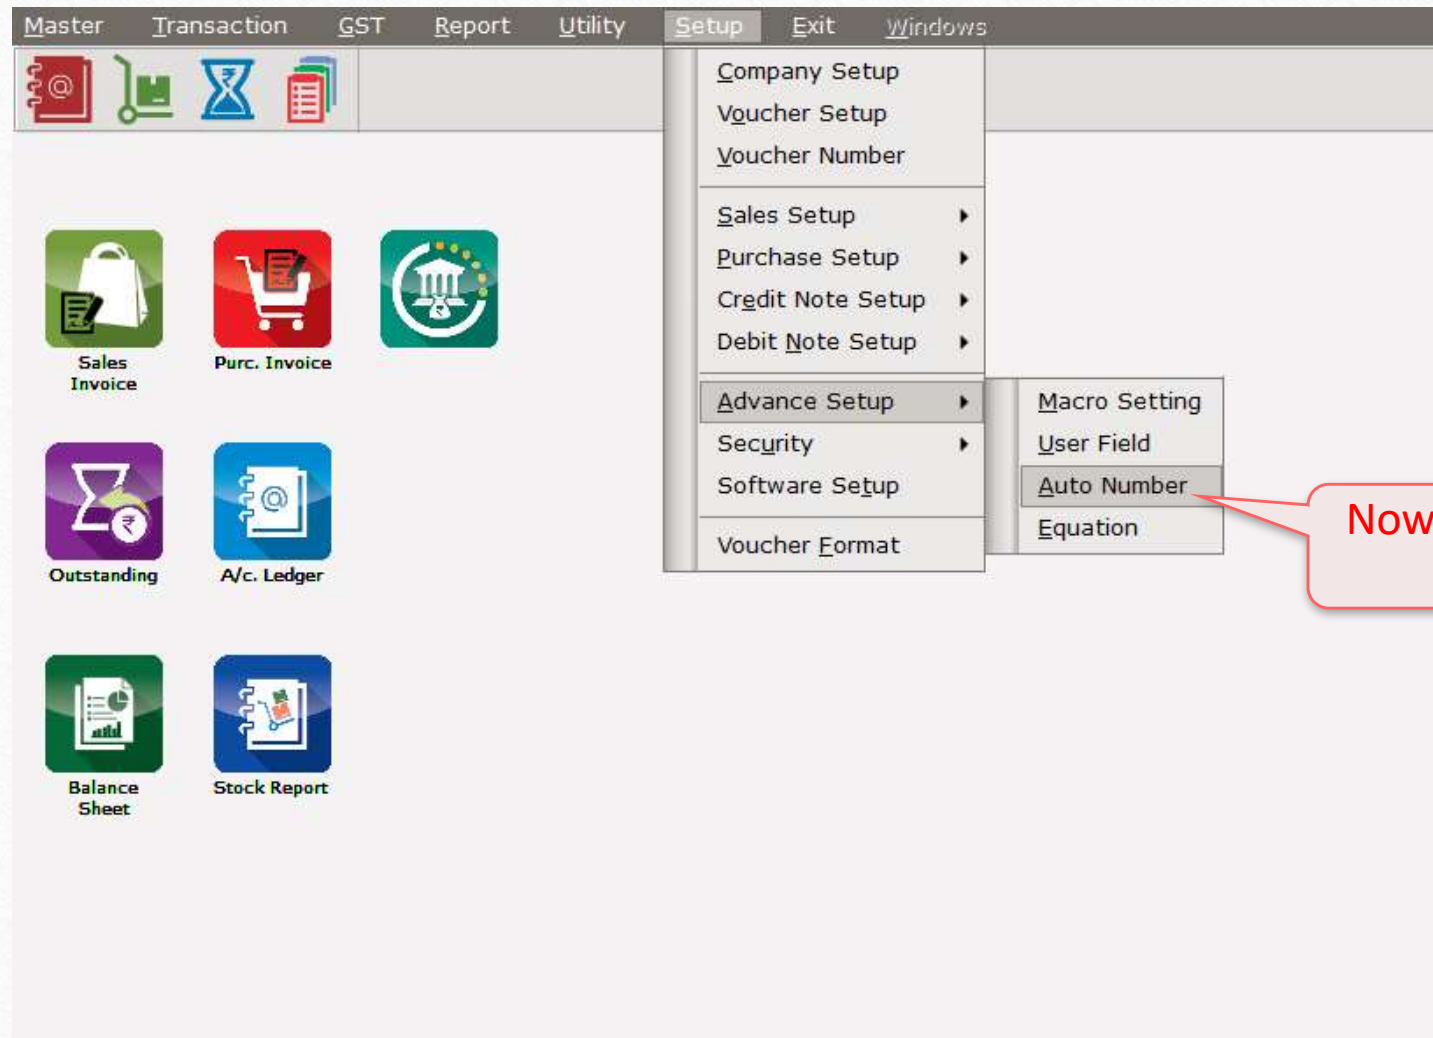 Master Transaction GST Report Utility Setup Exit Windows
Company Setup
Voucher Setup
Voucher Number
Sales Setup
Purchase Setup
Credit Note Setup
Debit Note Setup
Advance Setup
Security
Software Setup
Voucher Format
Macro Setting
User Field
Auto Number
Equation
Now
Sales
Invoice
Purc. Invoice
Outstanding
A/c. Ledger
Balance
Sheet
Stock Report